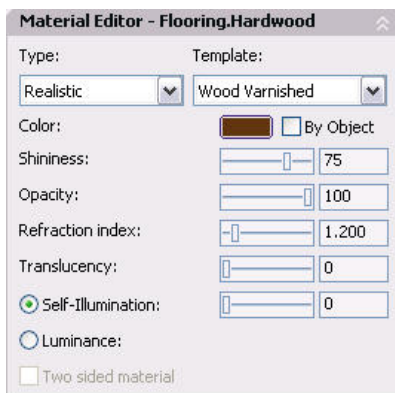 Material Editor - Flooring.Hardwood
Type: Template:
Realistic Wood Varnished
Color: By Object
Shininess: 75
Opacity: 100
Refraction index: 1.200
Translucency: 0
Self-Illumination: 0
Luminance:
Two sided material